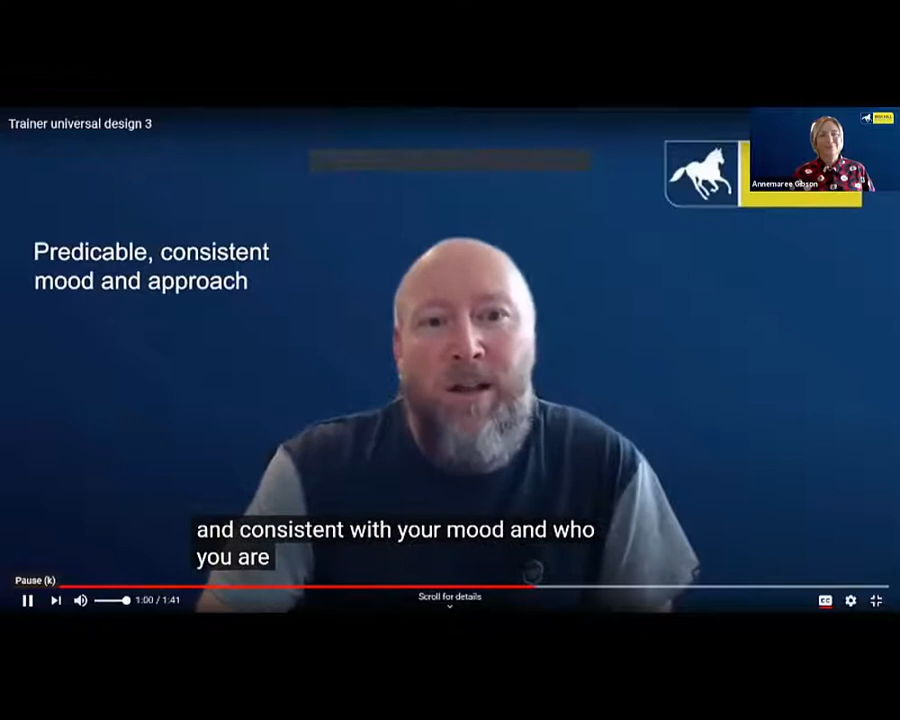 Trainer universal design 3
Annemaree Gibson
Predicable, consistent
mood and approach
and consistent with your mood and who
you are
Pause (k)
1:00 / 1:41
Scroll for details
CC